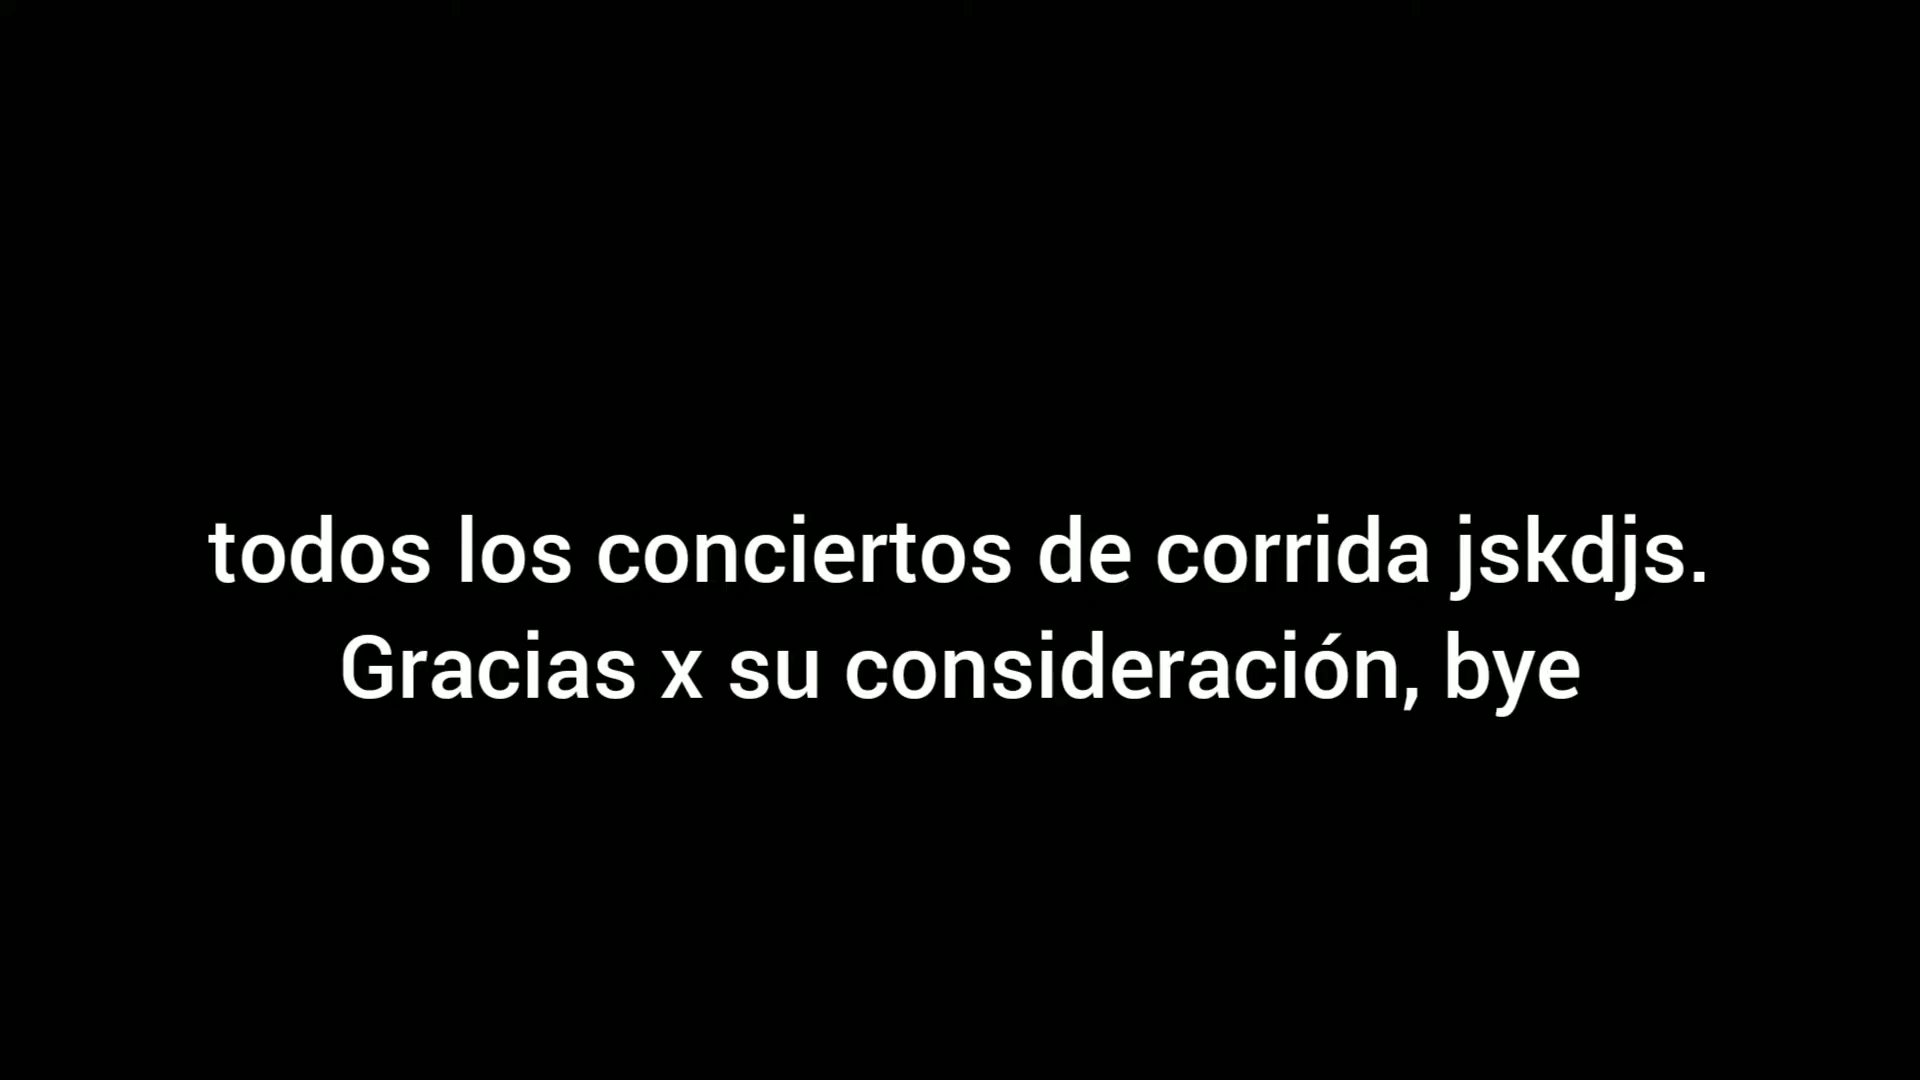 todos los conciertos de corrida jskdjs.
Gracias x su consideración, bye